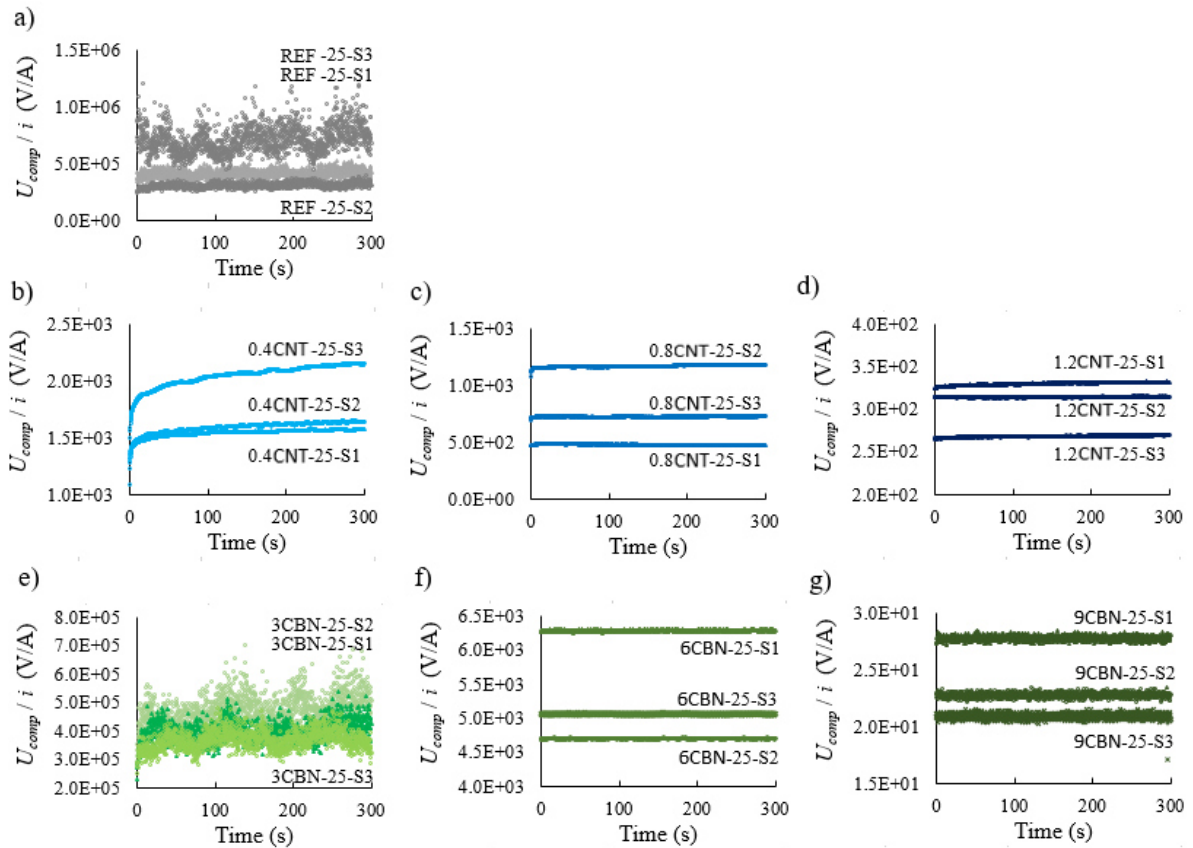 a)
U_comp / i (V/A)
1.5E+06
1.0E+06
5.0E+05
0.0E+00
REF -25-S3
REF -25-S1
REF -25-S2
0 100 200 300
Time (s)
b)
U_comp / i (V/A)
2.5E+03
2.0E+03
1.5E+03
1.0E+03
0.4CNT-25-S3
0.4CNT-25-S2
0.4CNT-25-S1
0 100 200 300
Time (s)
c)
U_comp / i (V/A)
1.5E+03
1.0E+03
5.0E+02
0.0E+00
0.8CNT-25-S2
0.8CNT-25-S3
0.8CNT-25-S1
0 100 200 300
Time (s)
d)
U_comp / i (V/A)
4.0E+02
3.5E+02
3.0E+02
2.5E+02
2.0E+02
1.2CNT-25-S1
1.2CNT-25-S2
1.2CNT-25-S3
0 100 200 300
Time (s)
e)
U_comp / i (V/A)
8.0E+05
7.0E+05
6.0E+05
5.0E+05
4.0E+05
3.0E+05
2.0E+05
3CBN-25-S2
3CBN-25-S1
3CBN-25-S3
0 100 200 300
Time (s)
f)
U_comp / i (V/A)
6.5E+03
6.0E+03
5.5E+03
5.0E+03
4.5E+03
4.0E+03
6CBN-25-S1
6CBN-25-S3
6CBN-25-S2
0 100 200 300
Time (s)
g)
U_comp / i (V/A)
3.0E+01
2.5E+01
2.0E+01
1.5E+01
9CBN-25-S1
9CBN-25-S2
9CBN-25-S3
0 100 200 300
Time (s)